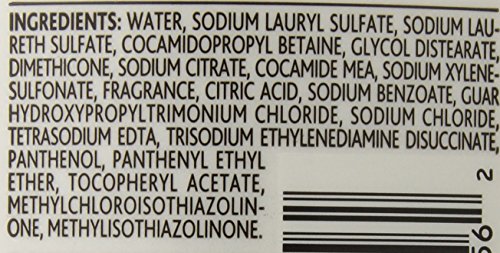 INGREDIENTS: WATER, SODIUM LAURYL SULFATE, SODIUM LAU-
RETH SULFATE, COCAMIDOPROPYL BETAINE, GLYCOL DISTEARATE,
DIMETHICONE, SODIUM CITRATE, COCAMIDE MEA, SODIUM XYLENE-
SULFONATE, FRAGRANCE, CITRIC ACID, SODIUM BENZOATE, GUAR
HYDROXYPROPYLTRIMONIUM CHLORIDE, SODIUM CHLORIDE,
TETRASODIUM EDTA, TRISODIUM ETHYLENEDIAMINE DISUCCINATE,
PANTHENOL, PANTHENYL ETHYL
ETHER, TOCOPHERYL ACETATE,
METHYLCHLOROISOTHIAZOLIN-
ONE, METHYLISOTHIAZOLINONE.
2
56